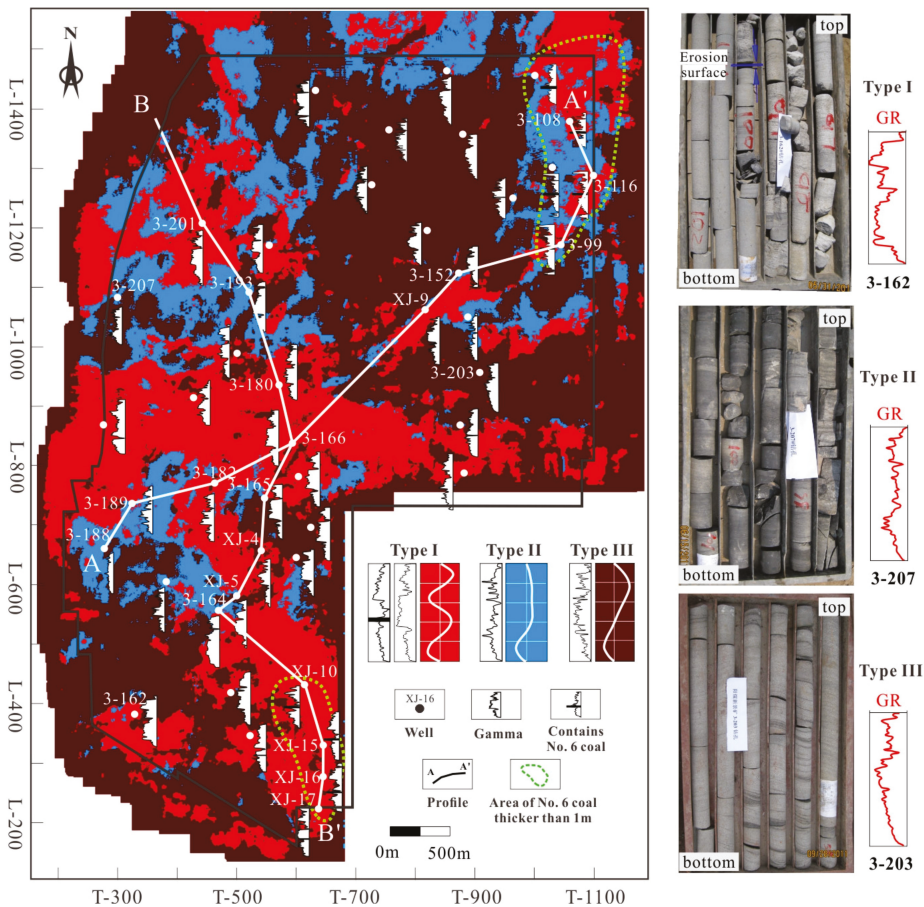 N
B
A'
3-108
3-116
3-201
3-99
3-207
3-193
3-152
XJ-9
3-180
3-203
3-166
3-182
3-165
3-189
3-188
A
XJ-4
XJ-5
3-164
XJ-10
3-162
XJ-15
XJ-16
XJ-17
B'
L-1400
L-1200
L-1000
L-800
L-600
L-400
L-200
T-300
T-500
T-700
T-900
T-1100
Type I
Type II
Type III
XJ-16
Well
Gamma
Contains
No. 6 coal
A
A'
Profile
Area of No. 6 coal
thicker than 1m
0m
500m
top
Erosion
surface
bottom
Type I
GR
3-162
top
bottom
Type II
GR
3-207
top
bottom
Type III
GR
3-203